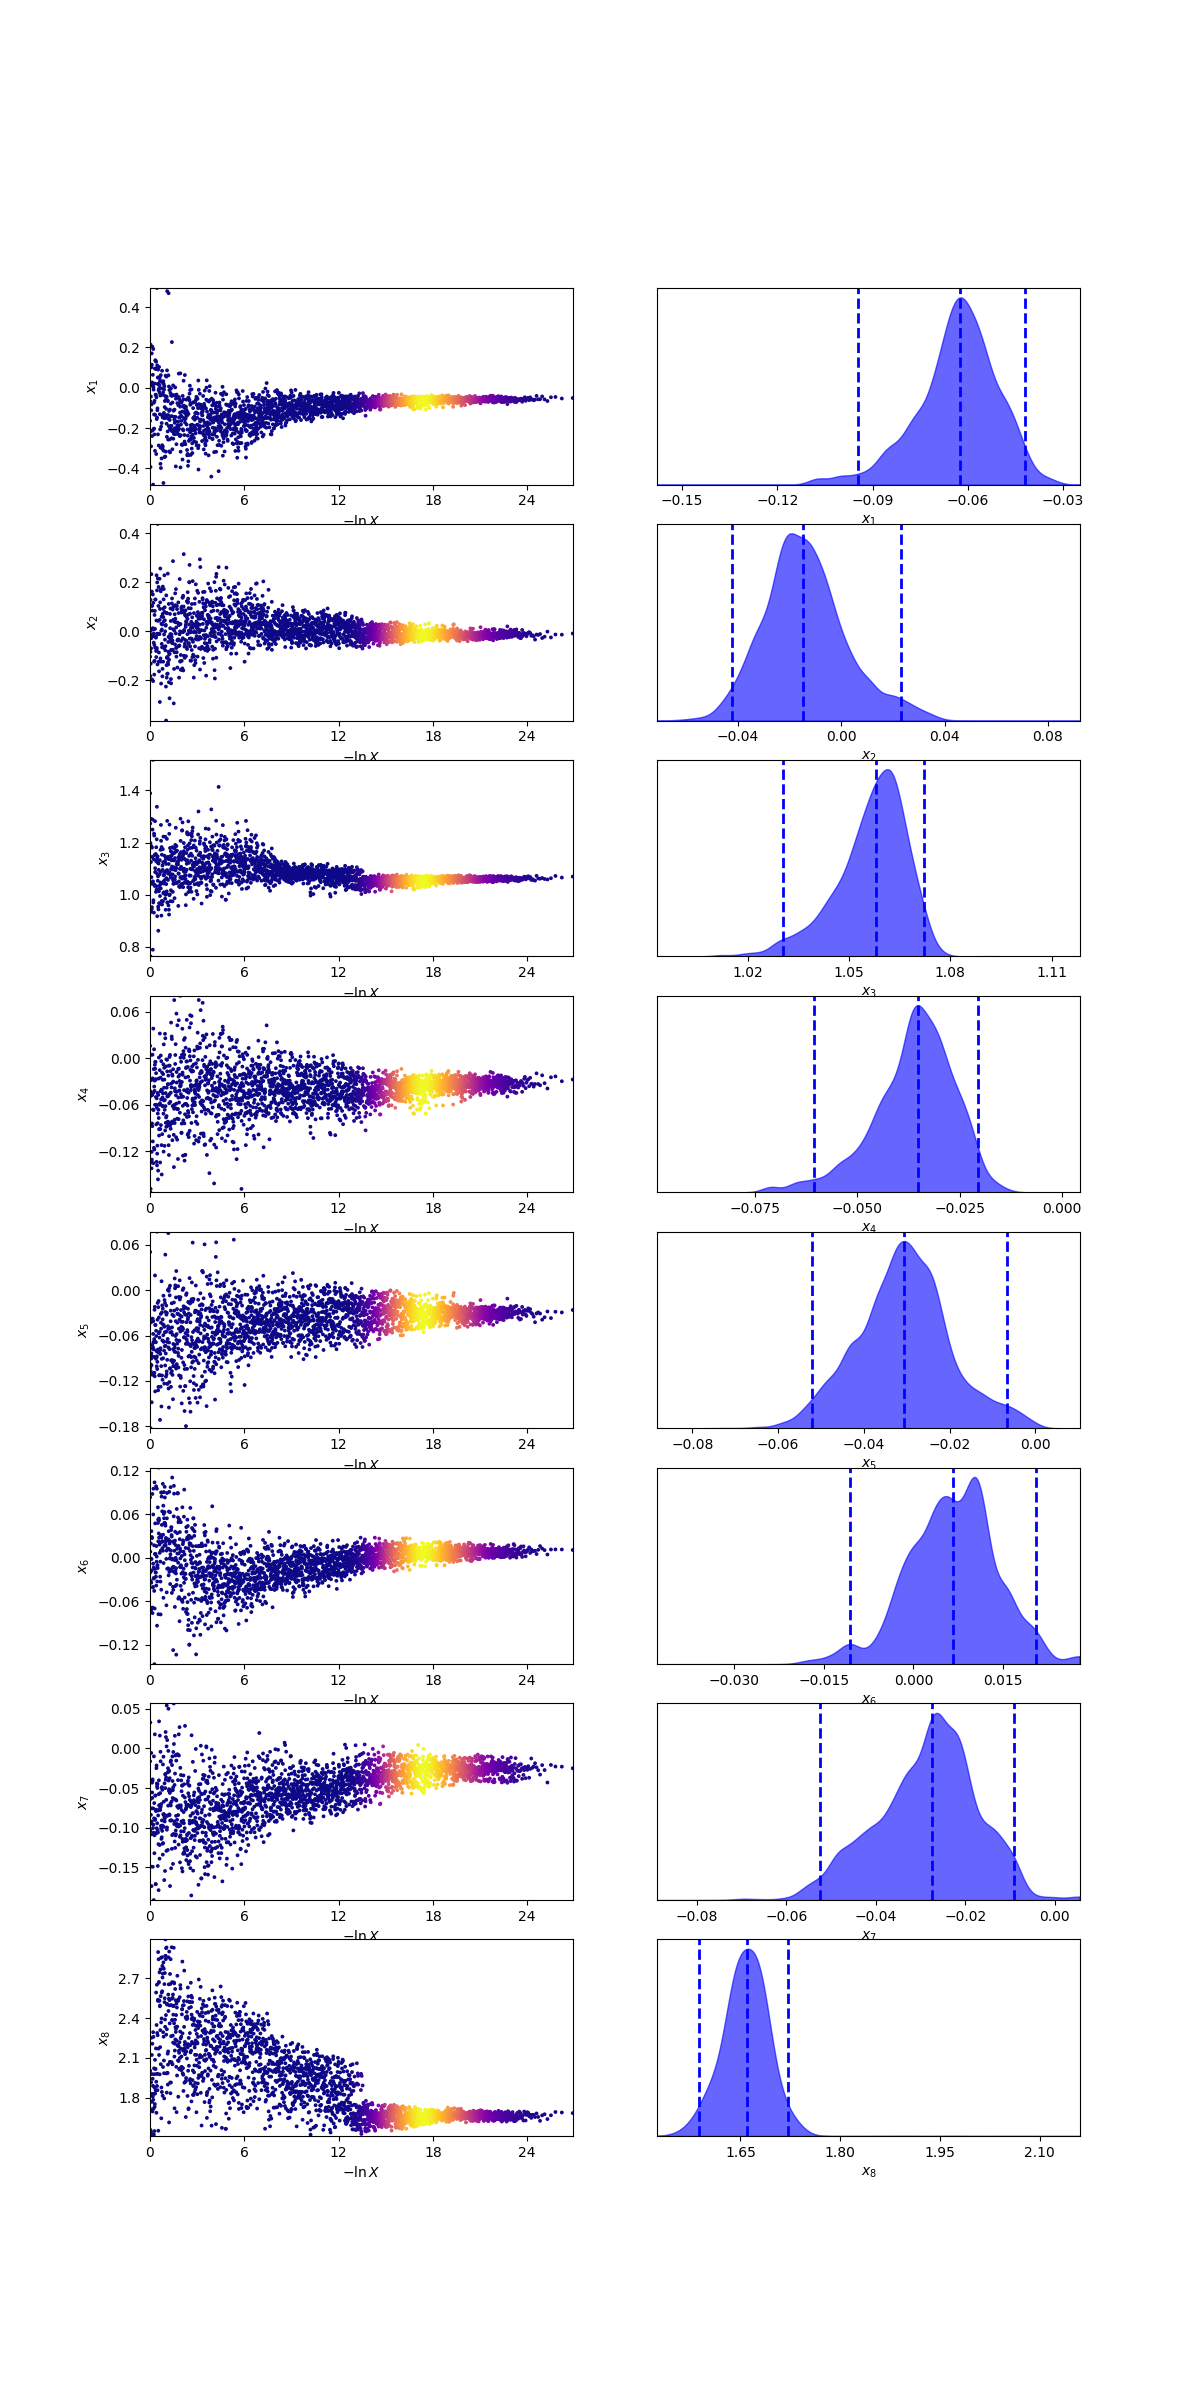 0.4
0.2
0.0
−0.2
−0.4
x₁
0 6 12 18 24
−ln X
−0.15 −0.12 −0.09 −0.06 −0.03
x₁
0.4
0.2
0.0
−0.2
x₂
0 6 12 18 24
−ln X
−0.04 0.00 0.04 0.08
x₂
1.4
1.2
1.0
0.8
x₃
0 6 12 18 24
−ln X
1.02 1.05 1.08 1.11
x₃
0.06
0.00
−0.06
−0.12
x₄
0 6 12 18 24
−ln X
−0.075 −0.050 −0.025 0.000
x₄
0.06
0.00
−0.06
−0.12
−0.18
x₅
0 6 12 18 24
−ln X
−0.08 −0.06 −0.04 −0.02 0.00
x₅
0.12
0.06
0.00
−0.06
−0.12
x₆
0 6 12 18 24
−ln X
−0.030 −0.015 0.000 0.015
x₆
0.05
0.00
−0.05
−0.10
−0.15
x₇
0 6 12 18 24
−ln X
−0.08 −0.06 −0.04 −0.02 0.00
x₇
2.7
2.4
2.1
1.8
x₈
0 6 12 18 24
−ln X
1.65 1.80 1.95 2.10
x₈